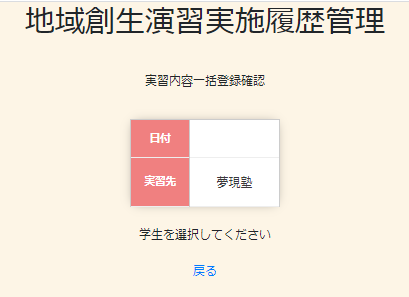 地域創生演習実施履歴管理
実習内容一括登録確認
日付
実習先 夢現塾
学生を選択してください
戻る